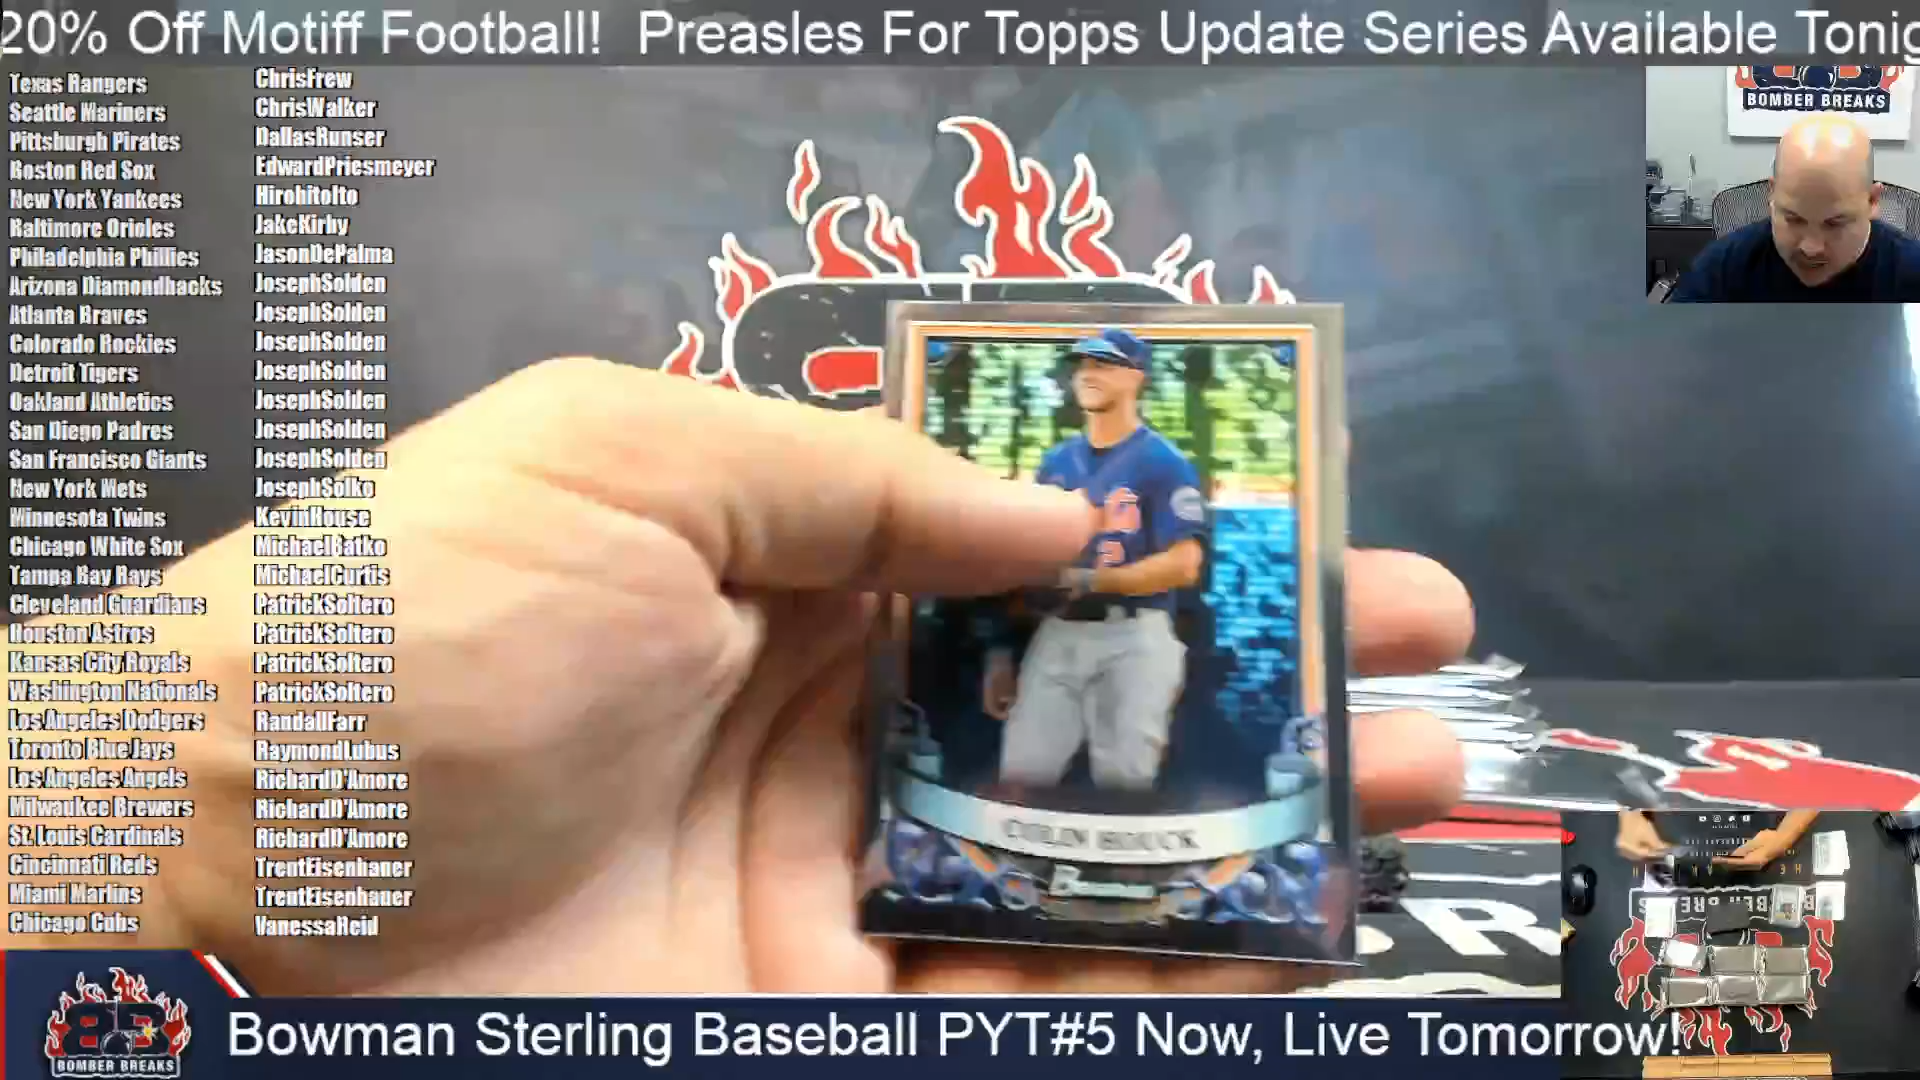 20% Off Motiff Football!  Preasles For Topps Update Series Available Tonig
BOMBER BREAKS
Texas Rangers ChrisFrew
Seattle Mariners ChrisWalker
Pittsburgh Pirates DallasRunser
Boston Red Sox EdwardPriesmeyer
New York Yankees HirohitoIto
Baltimore Orioles JakeKirby
Philadelphia Phillies JasonDePalma
Arizona Diamondbacks JosephSolden
Atlanta Braves JosephSolden
Colorado Rockies JosephSolden
Detroit Tigers JosephSolden
Oakland Athletics JosephSolden
San Diego Padres JosephSolden
San Francisco Giants JosephSolden
New York Mets JosephSolko
Minnesota Twins KevinHouse
Chicago White Sox MichaelBatko
Tampa Bay Rays MichaelCurtis
Cleveland Guardians PatrickSoltero
Houston Astros PatrickSoltero
Kansas City Royals PatrickSoltero
Washington Nationals PatrickSoltero
Los Angeles Dodgers RandallFarr
Toronto Blue Jays RaymondLubus
Los Angeles Angels RichardD'Amore
Milwaukee Brewers RichardD'Amore
St. Louis Cardinals RichardD'Amore
Cincinnati Reds TrentEisenhauer
Miami Marlins TrentEisenhauer
Chicago Cubs VanessaReid
COLIN HOUCK
Bowman
BB
BOMBER BREAKS
Bowman Sterling Baseball PYT#5 Now, Live Tomorrow!